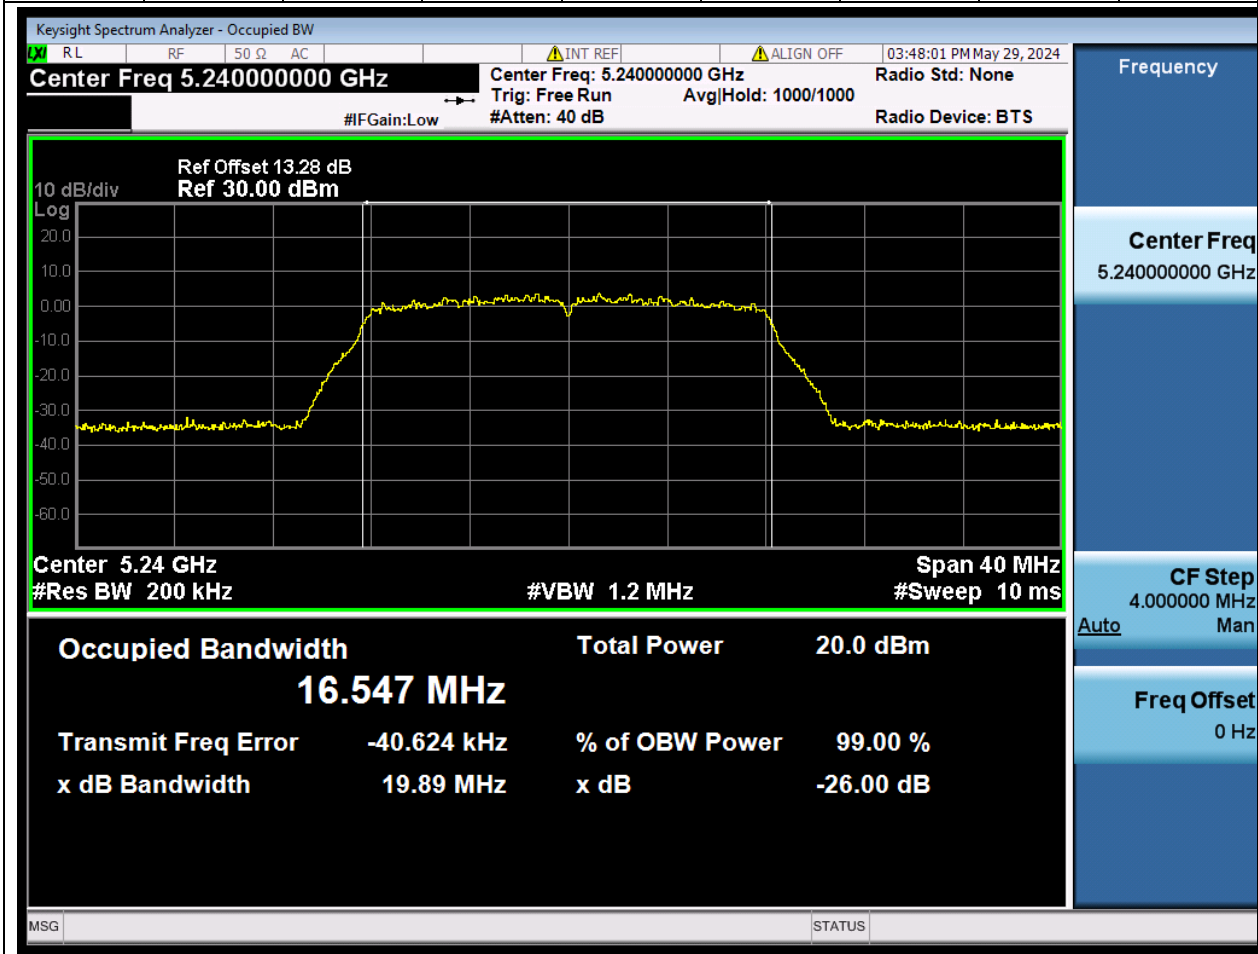 Keysight Spectrum Analyzer - Occupied BW
LXI RL RF 50 Ω AC INT REF ALIGN OFF 03:48:01 PM May 29, 2024
Center Freq 5.240000000 GHz
#IFGain:Low
Center Freq: 5.240000000 GHz
Trig: Free Run Avg|Hold: 1000/1000
#Atten: 40 dB
Radio Std: None
Radio Device: BTS
Ref Offset 13.28 dB
10 dB/div Ref 30.00 dBm
Log
20.0
10.0
0.00
-10.0
-20.0
-30.0
-40.0
-50.0
-60.0
Center 5.24 GHz Span 40 MHz
#Res BW 200 kHz #VBW 1.2 MHz #Sweep 10 ms
Occupied Bandwidth Total Power 20.0 dBm
16.547 MHz
Transmit Freq Error -40.624 kHz % of OBW Power 99.00 %
x dB Bandwidth 19.89 MHz x dB -26.00 dB
MSG STATUS
Frequency
Center Freq
5.240000000 GHz
CF Step
4.000000 MHz
Auto Man
Freq Offset
0 Hz